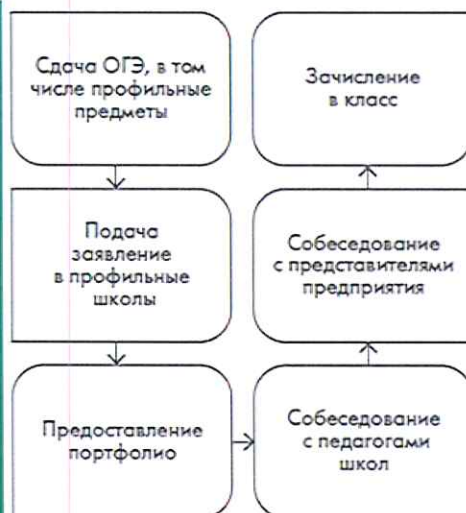 Сдача ОГЭ, в том
числе профильные
предметы
Подача
заявление
в профильные
школы
Предоставление
портфолио
Собеседование
с педагогами
школ
Собеседование
с представителями
предприятия
Зачисление
в класс